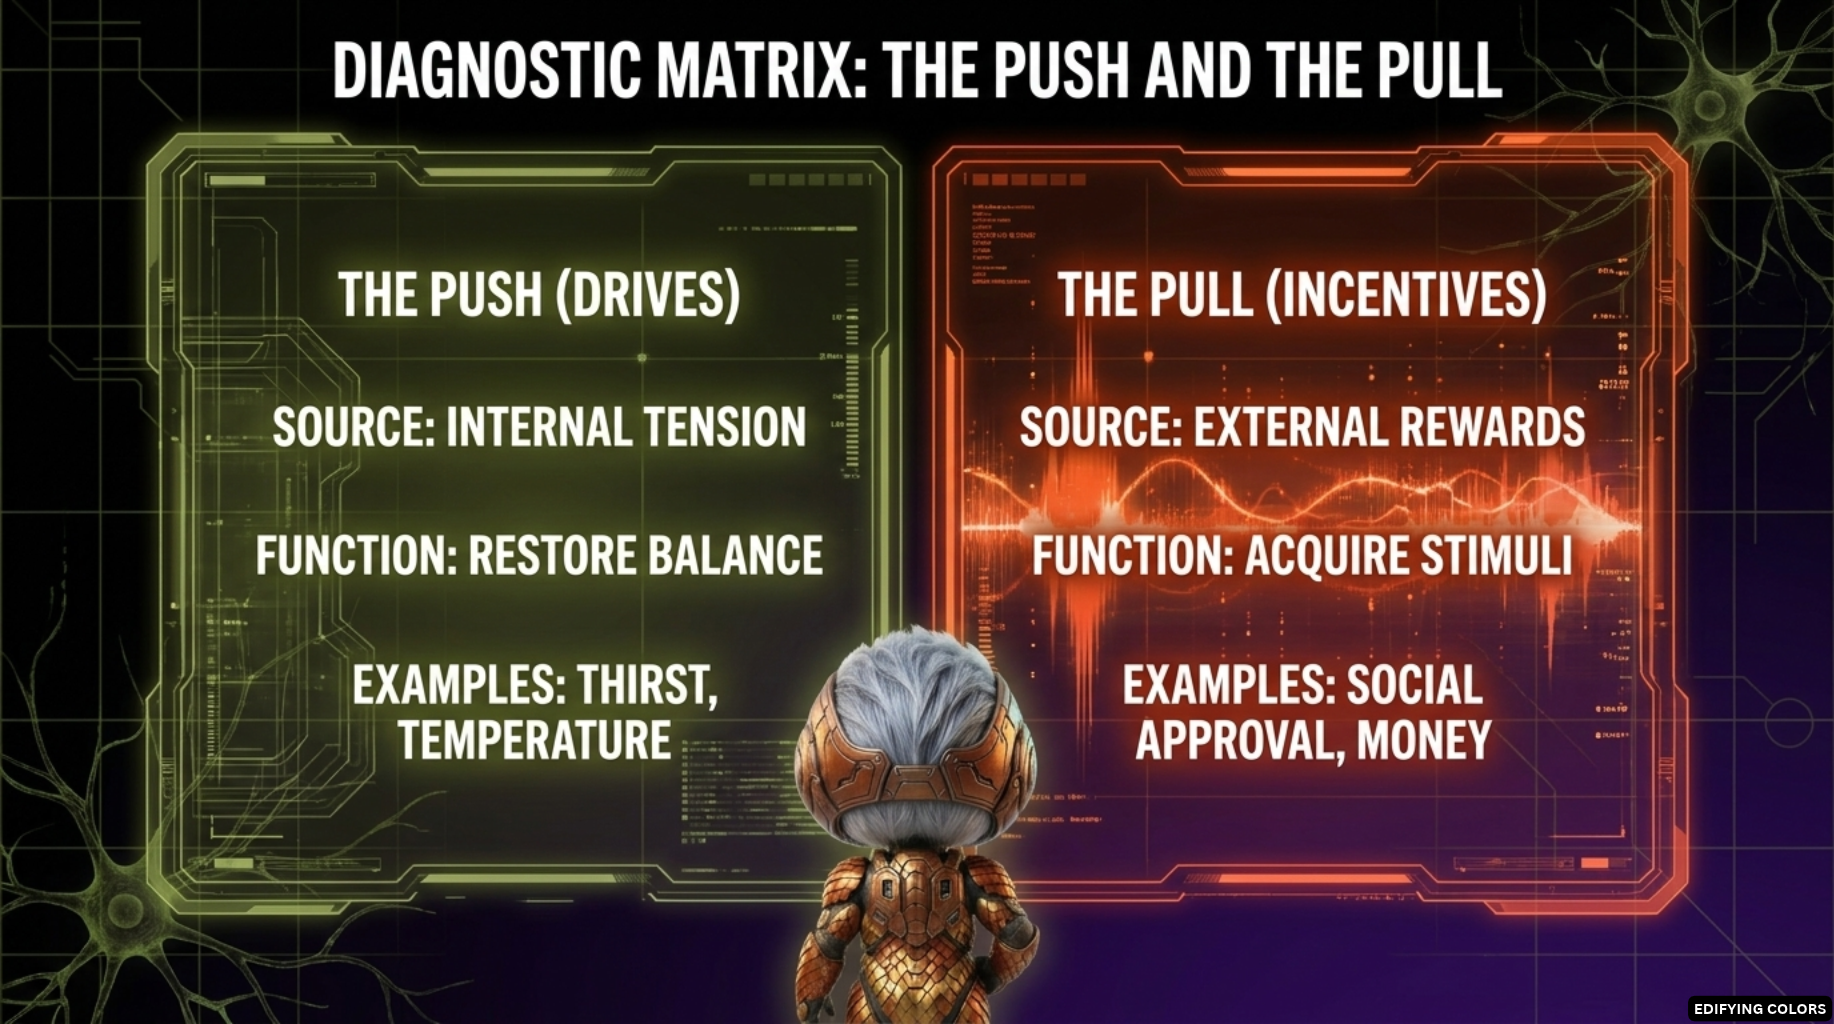 DIAGNOSTIC MATRIX: THE PUSH AND THE PULL
THE PUSH (DRIVES)
SOURCE: INTERNAL TENSION
FUNCTION: RESTORE BALANCE
EXAMPLES: THIRST,
TEMPERATURE
THE PULL (INCENTIVES)
SOURCE: EXTERNAL REWARDS
FUNCTION: ACQUIRE STIMULI
EXAMPLES: SOCIAL
APPROVAL, MONEY
EDIFYING COLORS